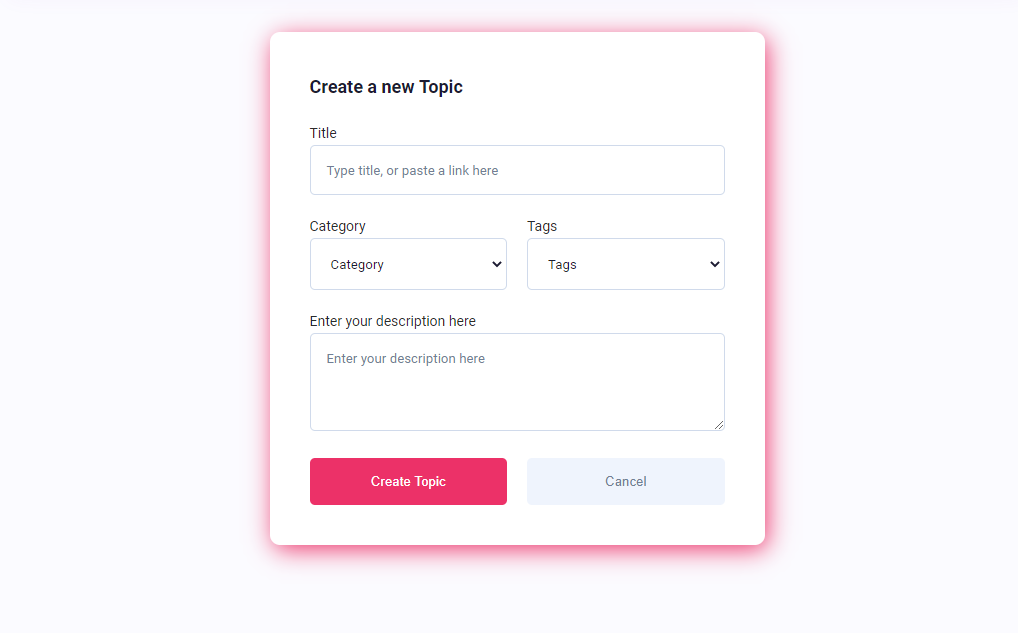 Create a new Topic
Title
Type title, or paste a link here
Category Tags
Category Tags
Enter your description here
Enter your description here
Create Topic Cancel